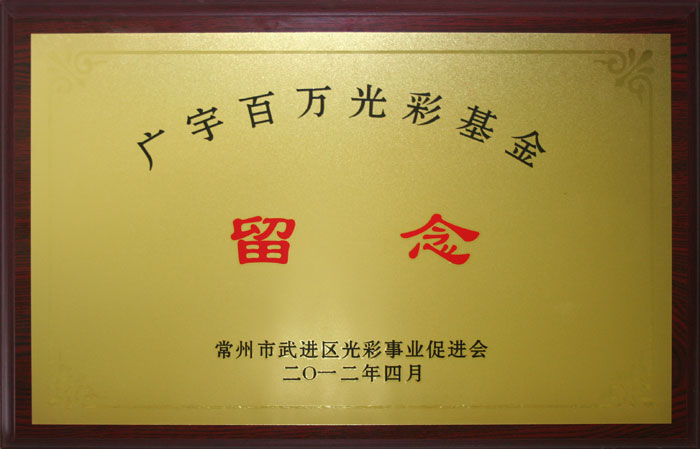 广宇百万光彩基金
留念
常州市武进区光彩事业促进会
二〇一二年四月